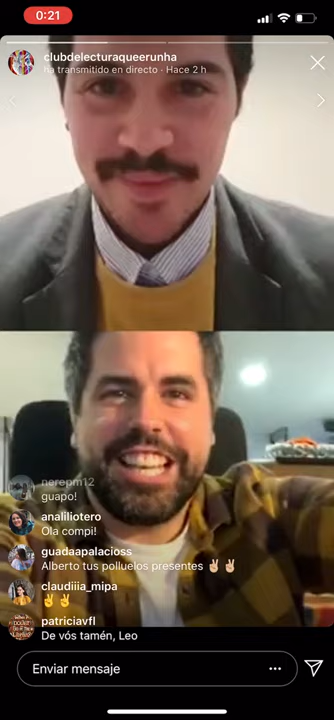 0:21
clubdelecturaqueerunha
ha transmitido en directo · Hace 2 h
nerepm12
guapo!
analiliotero
Ola compi!
guadaapalacioss
Alberto tus polluelos presentes ✌🏻✌🏻
claudiiia_mipa
✌️✌️
patriciavfl
De vós tamén, Leo
Enviar mensaje